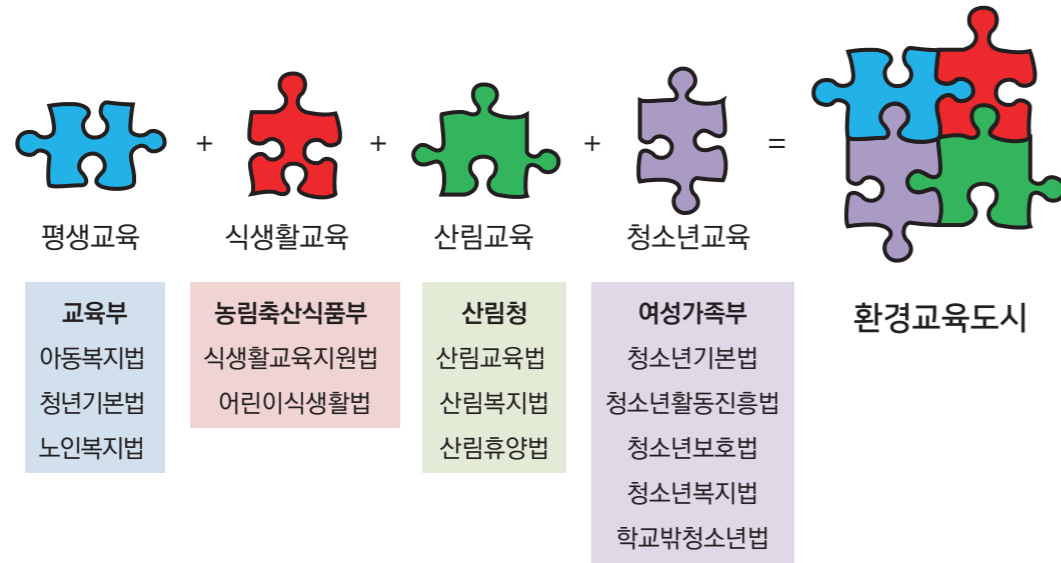 + + + =
평생교육
식생활교육
산림교육
청소년교육
환경교육도시
교육부
아동복지법
청년기본법
노인복지법
농림축산식품부
식생활교육지원법
어린이식생활법
산림청
산림교육법
산림복지법
산림휴양법
여성가족부
청소년기본법
청소년활동진흥법
청소년보호법
청소년복지법
학교밖청소년법